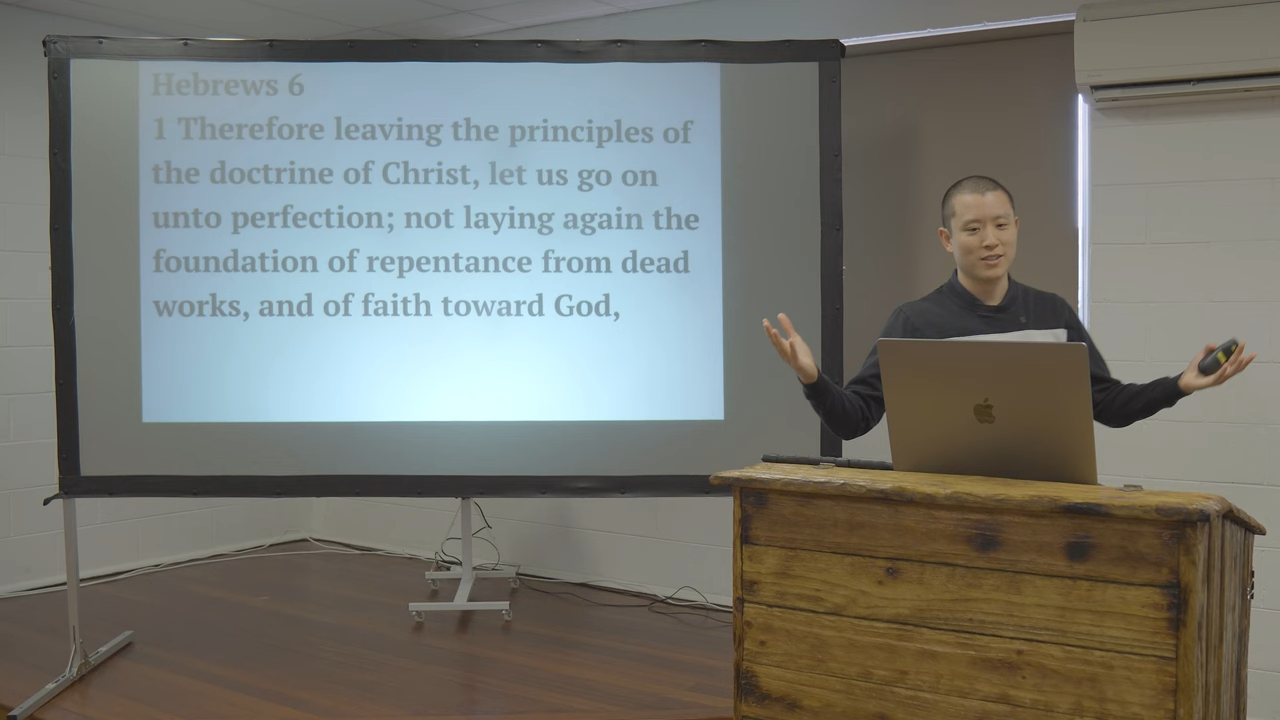 Hebrews 6
1 Therefore leaving the principles of
the doctrine of Christ, let us go on
unto perfection; not laying again the
foundation of repentance from dead
works, and of faith toward God,